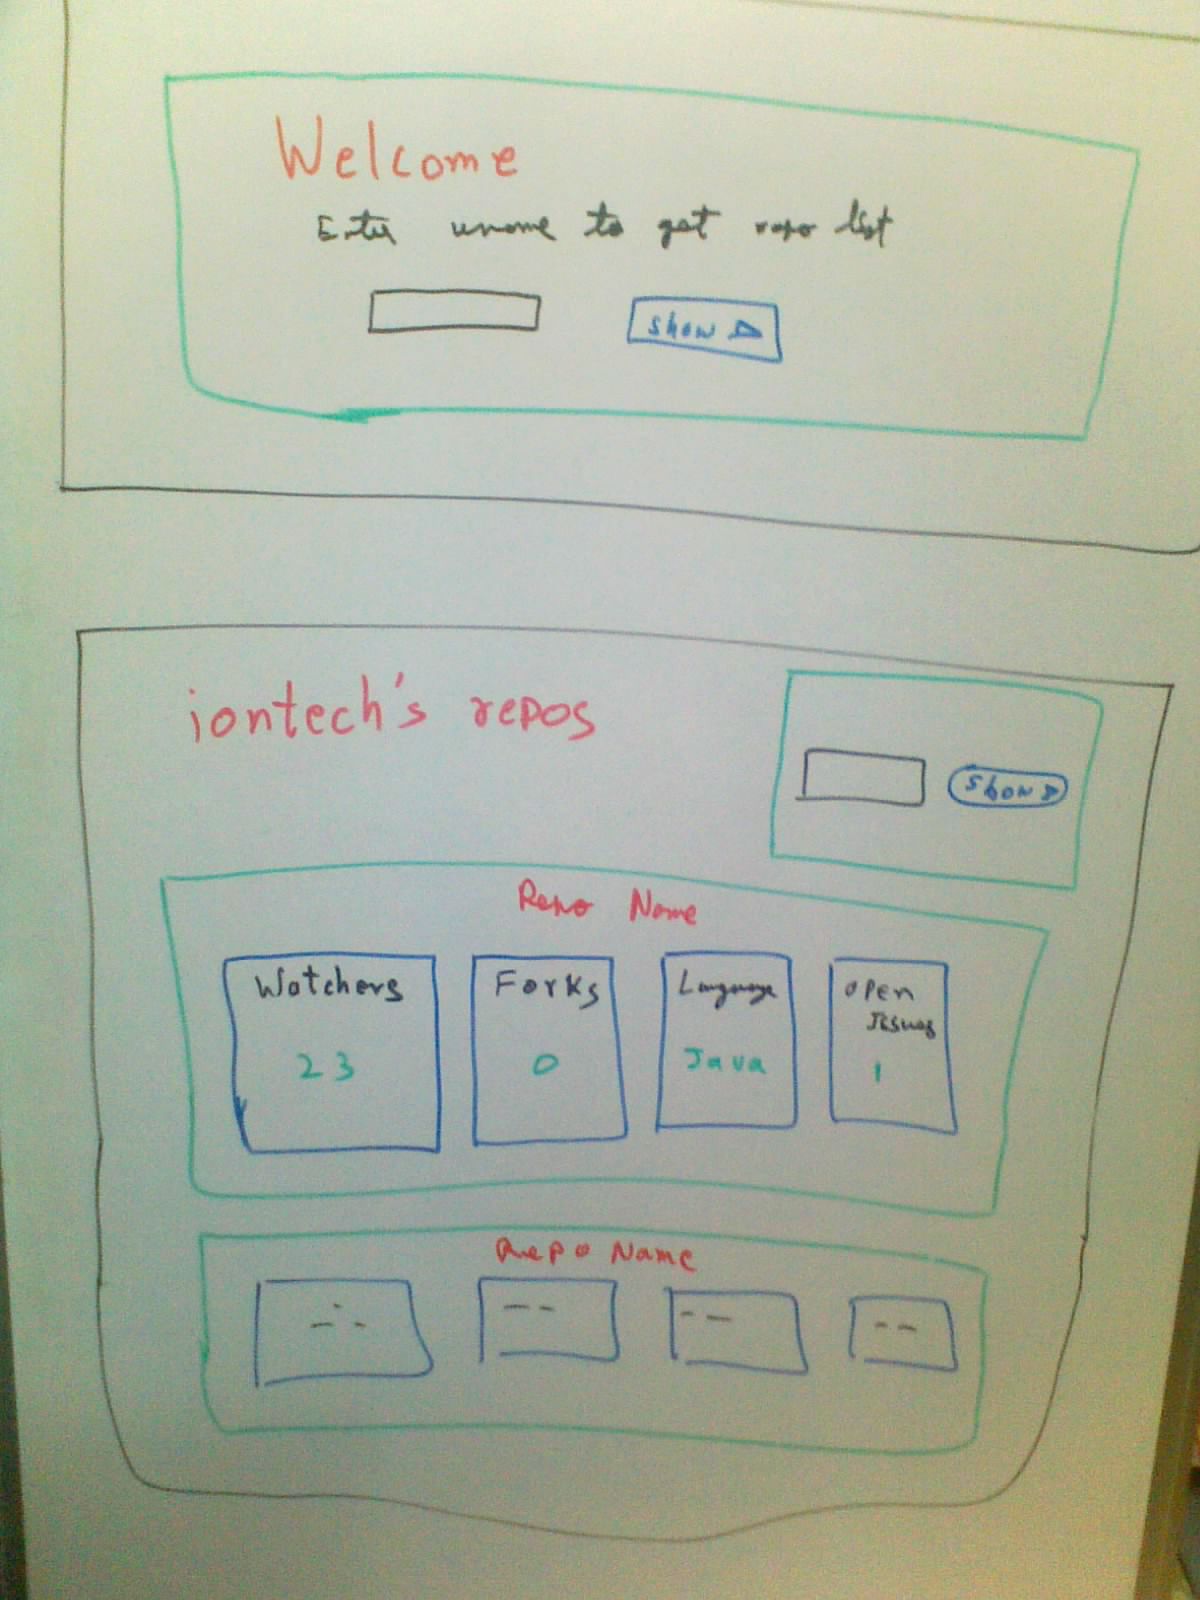 Welcome
Enter uname to get repo list
Show
iontech's repos
Show
Repo Name
Watchers
23
Forks
0
Language
Java
open
Issues
1
Repo Name